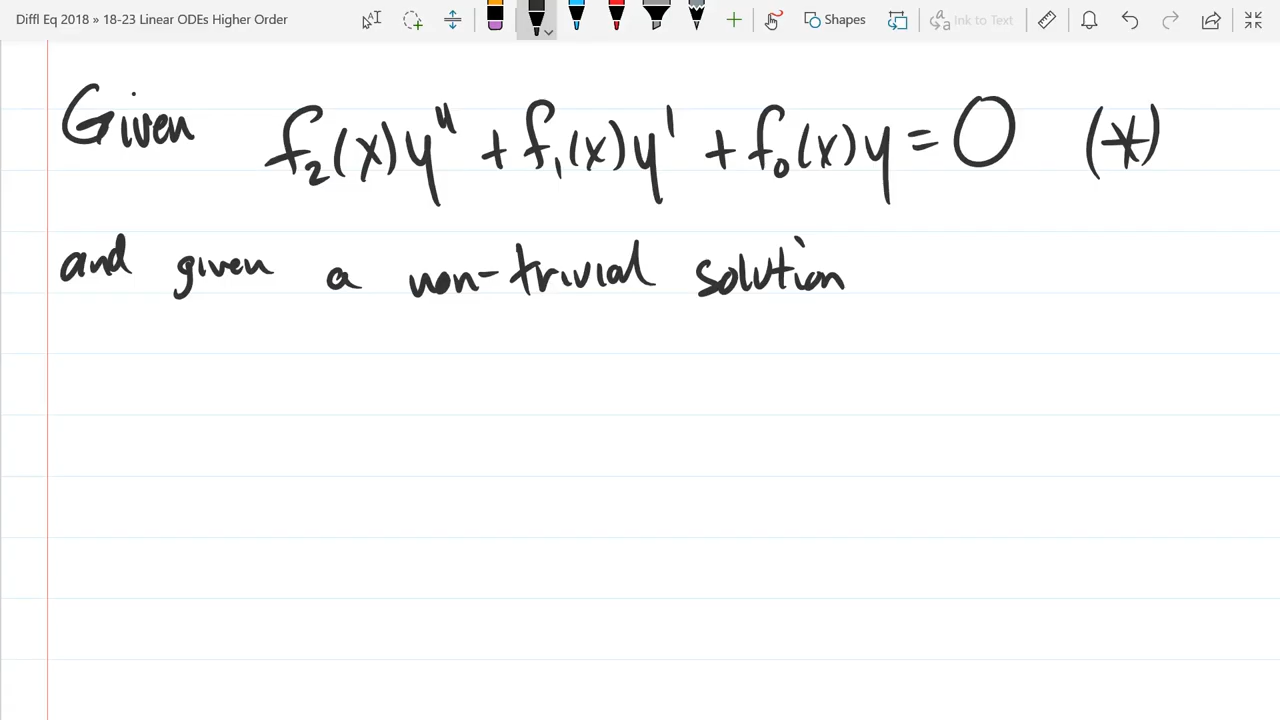 Diffl Eq 2018 » 18-23 Linear ODEs Higher Order
Shapes
Ink to Text
Given f₂(x)y'' + f₁(x)y' + f₀(x)y = 0 (*)
and given a non-trivial solution